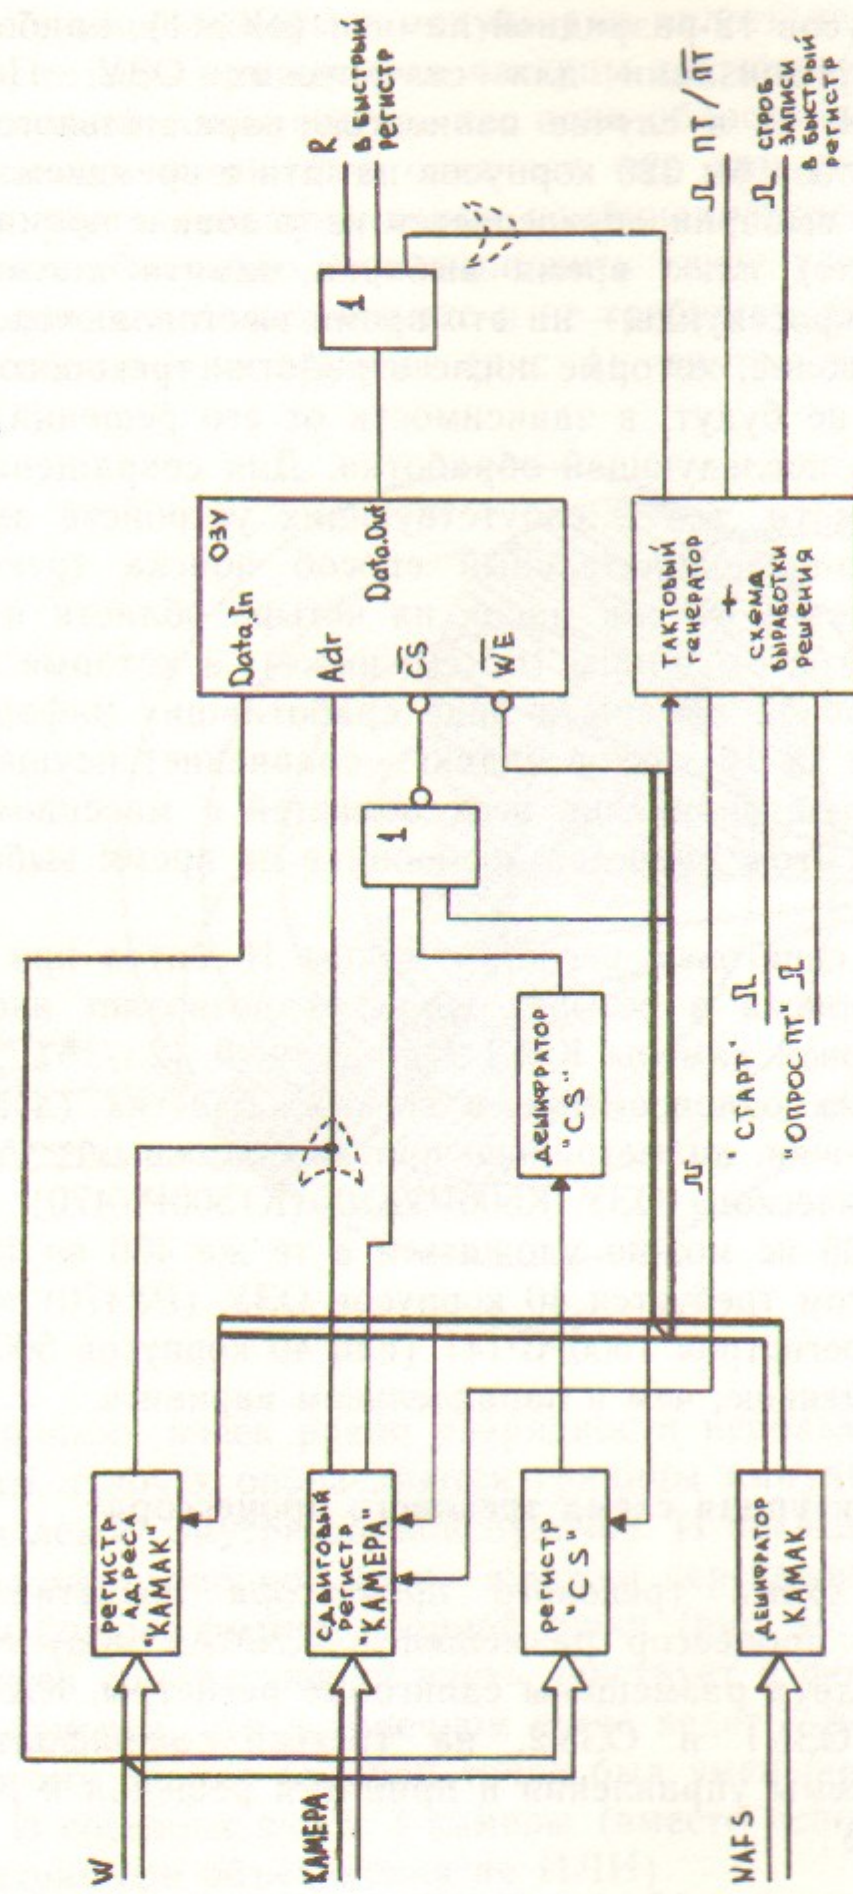 W
КАМЕРА
NAFS
РЕГИСТР
АДРЕСА
"КАМАК"
СДВИГОВЫЙ
РЕГИСТР
"КАМЕРА"
РЕГИСТР
"CS"
ДЕШИФРАТОР
КАМАК
ДЕШИФРАТОР
"CS"
"СТАРТ"
"ОПРОС ПТ"
1
ОЗУ
Data.In
Adr
Data.Out
CS
W/E
ТАКТОВЫЙ
ГЕНЕРАТОР
+
СХЕМА
ВЫРАБОТКИ
РЕШЕНИЯ
1
R
В БЫСТРЫЙ
РЕГИСТР
ПТ / ПТ
СТРОБ
ЗАПИСИ
В БЫСТРЫЙ
РЕГИСТР